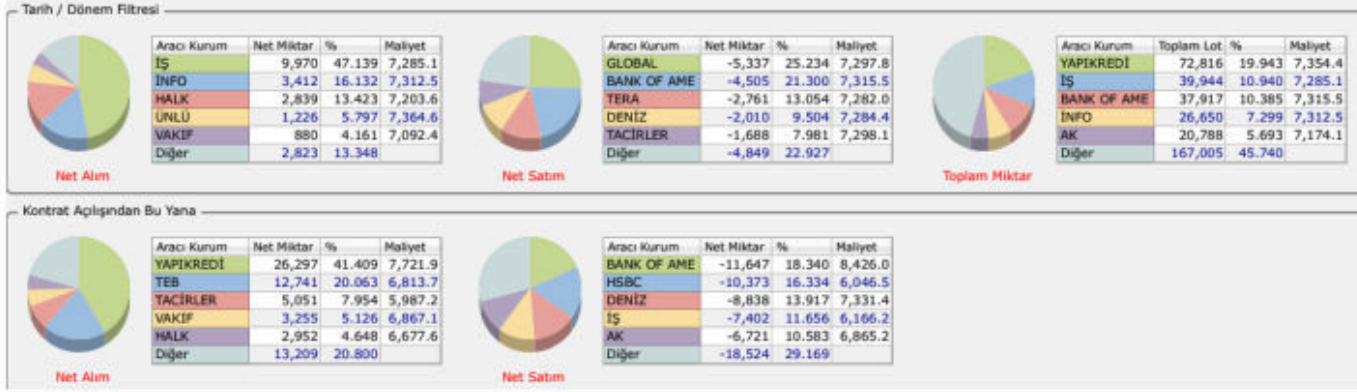 Tarih / Dönem Filtresi
Aracı Kurum Net Miktar % Maliyet
İŞ 9,970 47.139 7,285.1
İNFO 3,412 16.132 7,312.5
HALK 2,839 13.423 7,203.6
ÜNLÜ 1,226 5.797 7,364.6
VAKIF 880 4.161 7,092.4
Diğer 2,823 13.348
Net Alım
Aracı Kurum Net Miktar % Maliyet
GLOBAL -5,337 25.234 7,297.8
BANK OF AME -4,505 21.300 7,315.5
TERA -2,761 13.054 7,282.0
DENİZ -2,010 9.504 7,284.4
TACİRLER -1,688 7.981 7,298.1
Diğer -4,849 22.927
Net Satım
Aracı Kurum Toplam Lot % Maliyet
YAPIKREDİ 72,816 19.943 7,354.4
İŞ 39,944 10.940 7,285.1
BANK OF AME 37,917 10.385 7,315.5
İNFO 26,650 7.299 7,312.5
AK 20,788 5.693 7,174.1
Diğer 167,005 45.740
Toplam Miktar
Kontrat Açılışından Bu Yana
Aracı Kurum Net Miktar % Maliyet
YAPIKREDİ 26,297 41.409 7,721.9
TEB 12,741 20.063 6,813.7
TACİRLER 5,051 7.954 5,987.2
VAKIF 3,255 5.126 6,867.1
HALK 2,952 4.648 6,677.6
Diğer 13,209 20.800
Net Alım
Aracı Kurum Net Miktar % Maliyet
BANK OF AME -11,647 18.340 8,426.0
HSBC -10,373 16.334 6,046.5
DENİZ -8,838 13.917 7,331.4
İŞ -7,402 11.656 6,166.2
AK -6,721 10.583 6,865.2
Diğer -18,524 29.169
Net Satım